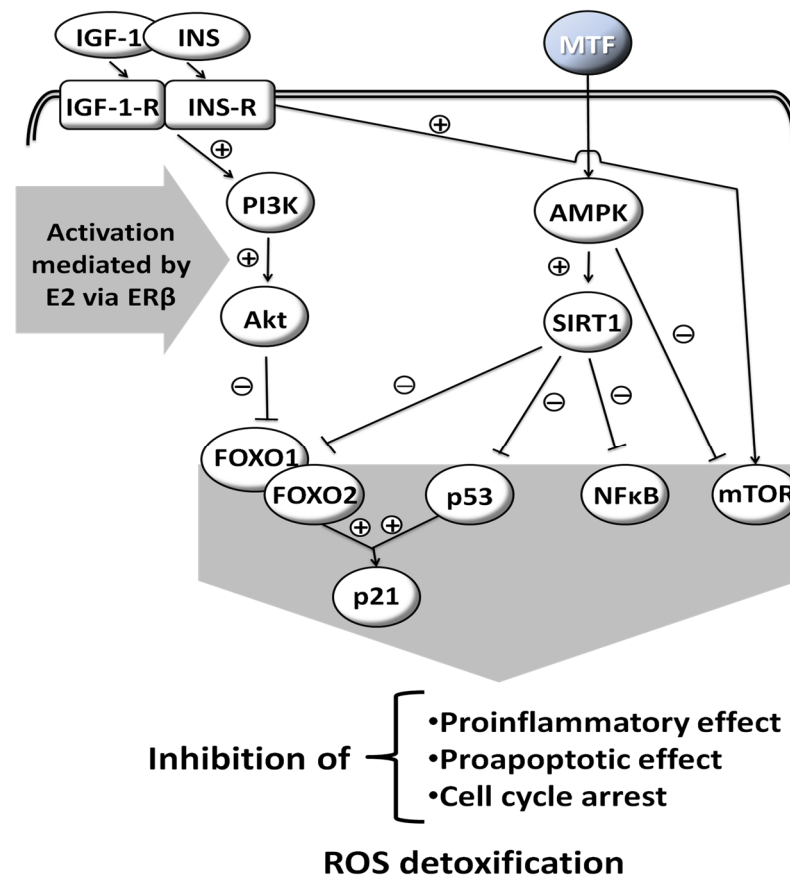 IGF-1 INS
MTF
IGF-1-R INS-R
⊕
⊕
PI3K
AMPK
Activation
mediated by
E2 via ERβ
⊕
⊕
Akt
SIRT1
⊖
⊖
⊖
⊖
⊖
FOXO1
FOXO2
p53
NFκB
mTOR
⊕ ⊕
p21
Inhibition of
•Proinflammatory effect
•Proapoptotic effect
•Cell cycle arrest
ROS detoxification